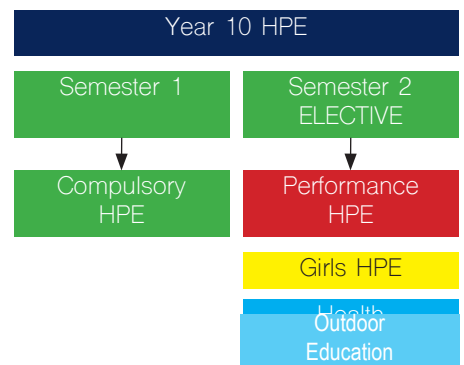 Year 10 HPE
Semester 1
Semester 2
ELECTIVE
Compulsory
HPE
Performance
HPE
Girls HPE
Health
Outdoor
Education